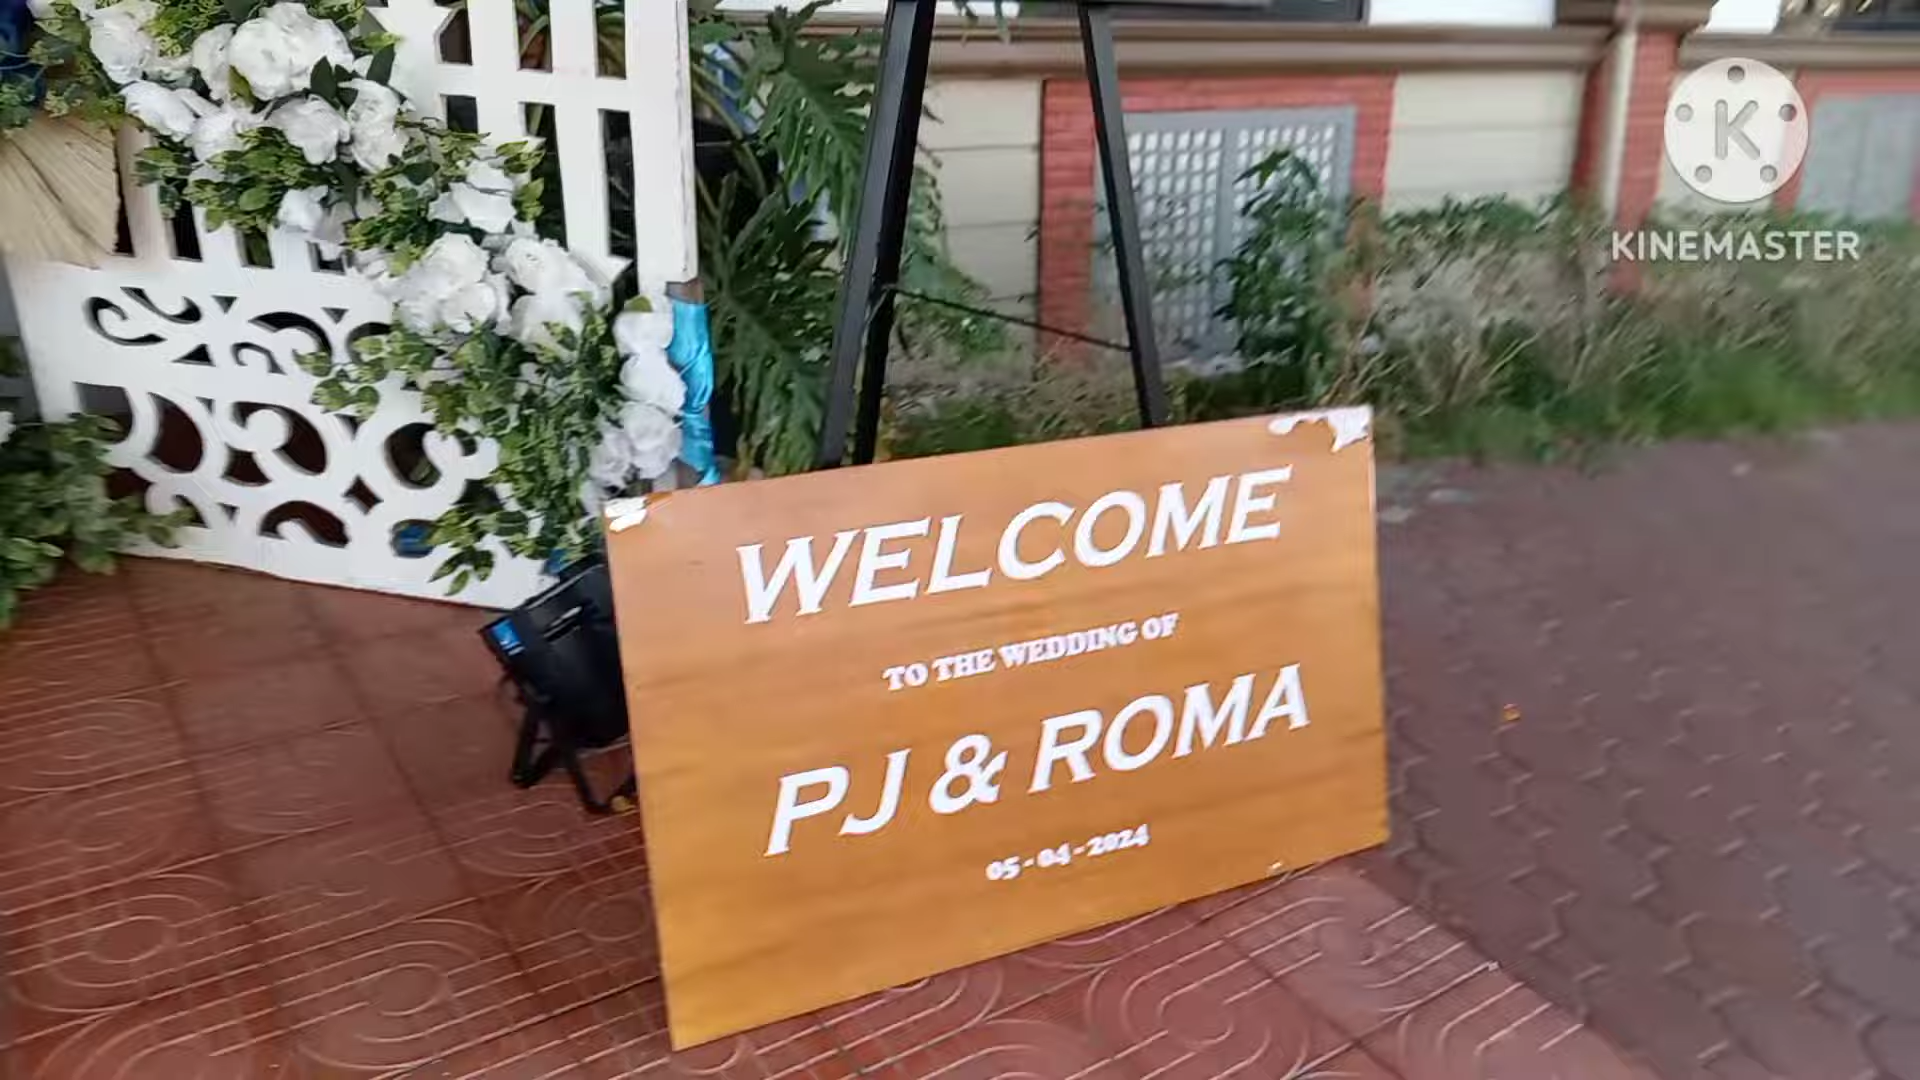 K
KINEMASTER
WELCOME
TO THE WEDDING OF
PJ & ROMA
05-04-2024